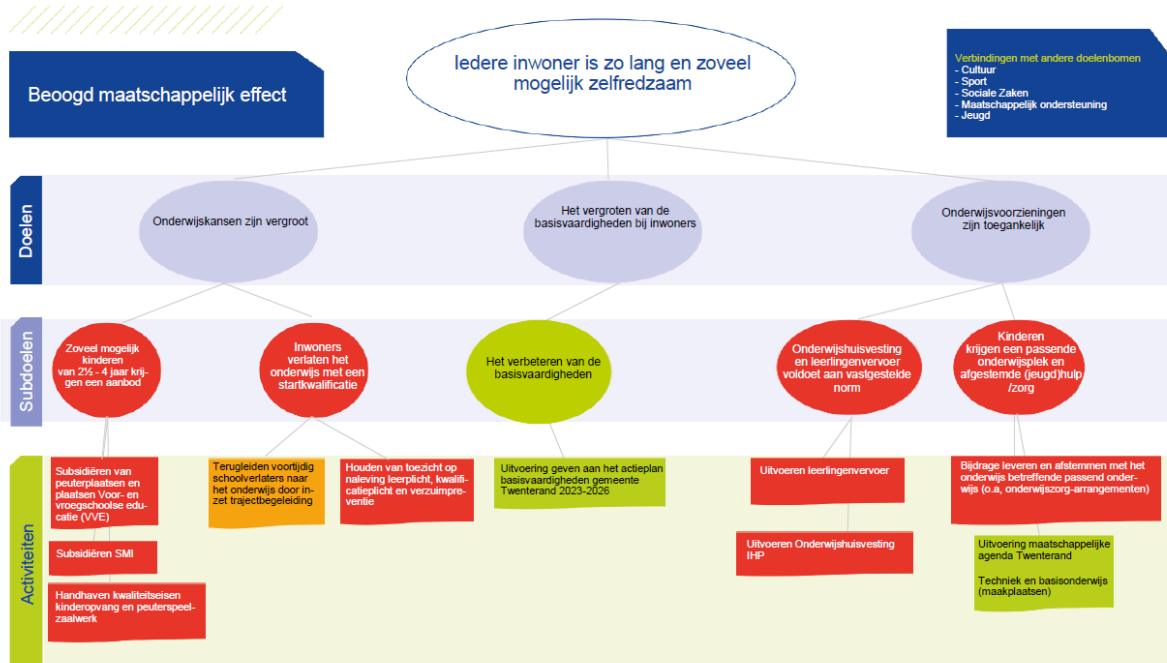 Beoogd maatschappelijk effect
Iedere inwoner is zo lang en zoveel
mogelijk zelfredzaam
Verbindingen met andere doelenbomen
- Cultuur
- Sport
- Sociale Zaken
- Maatschappelijk ondersteuning
- Jeugd
Doelen
Onderwijskansen zijn vergroot
Het vergroten van de
basisvaardigheden bij inwoners
Onderwijsvoorzieningen
zijn toegankelijk
Subdoelen
Zoveel mogelijk
kinderen
van 2½ - 4 jaar krij-
gen een aanbod
Inwoners
verlaten het
onderwijs met een
startkwalificatie
Het verbeteren van de
basisvaardigheden
Onderwijshuisvesting
en leerlingenvervoer
voldoet aan vastgestelde
norm
Kinderen
krijgen een passende
onderwijsplek en
afgestemde (jeugd)hulp
/zorg
Activiteiten
Subsidiëren van
peuterplaatsen en
plaatsen Voor- en
vroegschoolse edu-
catie (VVE)
Subsidiëren SMI
Handhaven kwaliteitseisen
kinderopvang en peuterspeel-
zaalwerk
Terugleiden voortijdig
schoolverlaters naar
het onderwijs door in-
zet trajectbegeleiding
Houden van toezicht op
naleving leerplicht, kwalifi-
catieplicht en verzuimpre-
ventie
Uitvoering geven aan het actieplan
basisvaardigheden gemeente
Twenterand 2023-2026
Uitvoeren leerlingenvervoer
Uitvoeren Onderwijshuisvesting
IHP
Bijdrage leveren en afstemmen met het
onderwijs betreffende passend onder-
wijs (o.a, onderwijszorg-arrangementen)
Uitvoering maatschappelijke
agenda Twenterand
Techniek en basisonderwijs
(maakplaatsen)